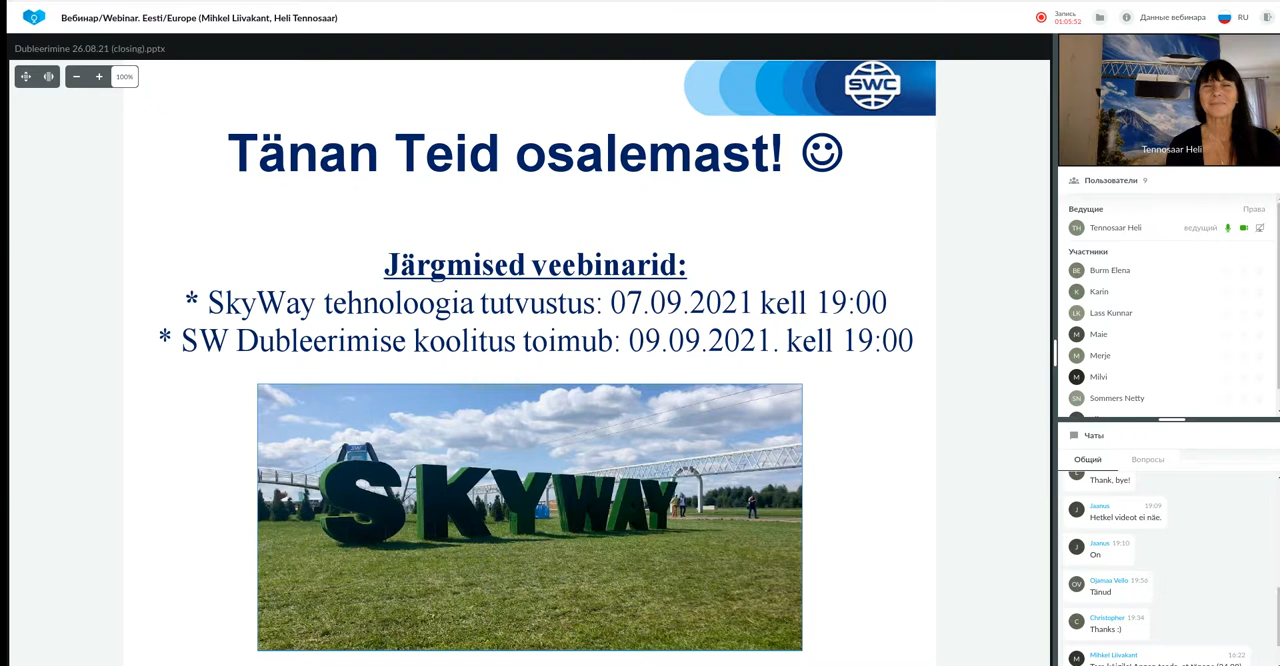 Вебинар/Webinar. Eesti/Europe (Mihkel Liivakant, Heli Tennosaar)
Запись
01:05:52
Данные вебинара
RU
Dubleerimine 26.08.21 (closing).pptx
100%
SWC
Tänan Teid osalemast! ☺
Järgmised veebinarid:
* SkyWay tehnoloogia tutvustus: 07.09.2021 kell 19:00
* SW Dubleerimise koolitus toimub: 09.09.2021. kell 19:00
SKYWAY
Tennosaar Heli
Пользователи 9
Ведущие Права
TH Tennosaar Heli ведущий
Участники
BE Burm Elena
K Karin
LK Lass Kunnar
M Maie
M Merje
M Milvi
SN Sommers Netty
Чаты
Общий Вопросы
Thank, bye!
J Jaanus 19:09
Hetkel videot ei näe.
J Jaanus 19:10
On
OV Ojamaa Vello 19:56
Tänud
C Christopher 19:34
Thanks :)
M Mihkel Liivakant 16:22